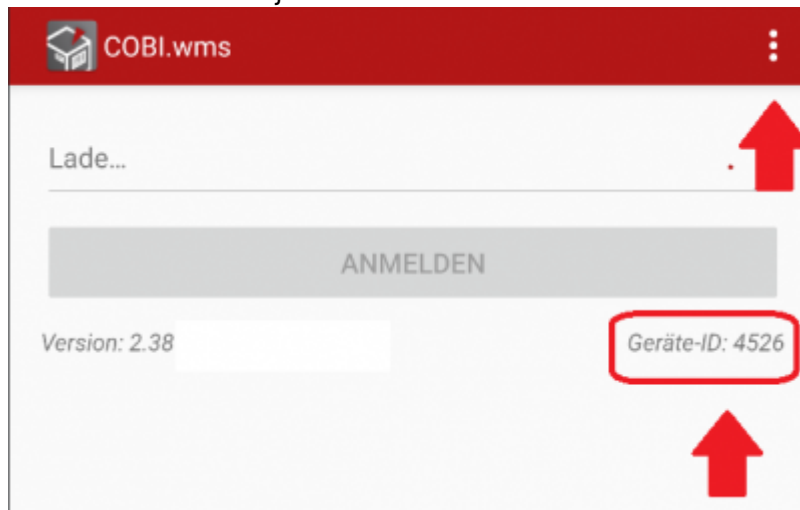 COBI.wms
Lade...
ANMELDEN
Version: 2.38
Geräte-ID: 4526